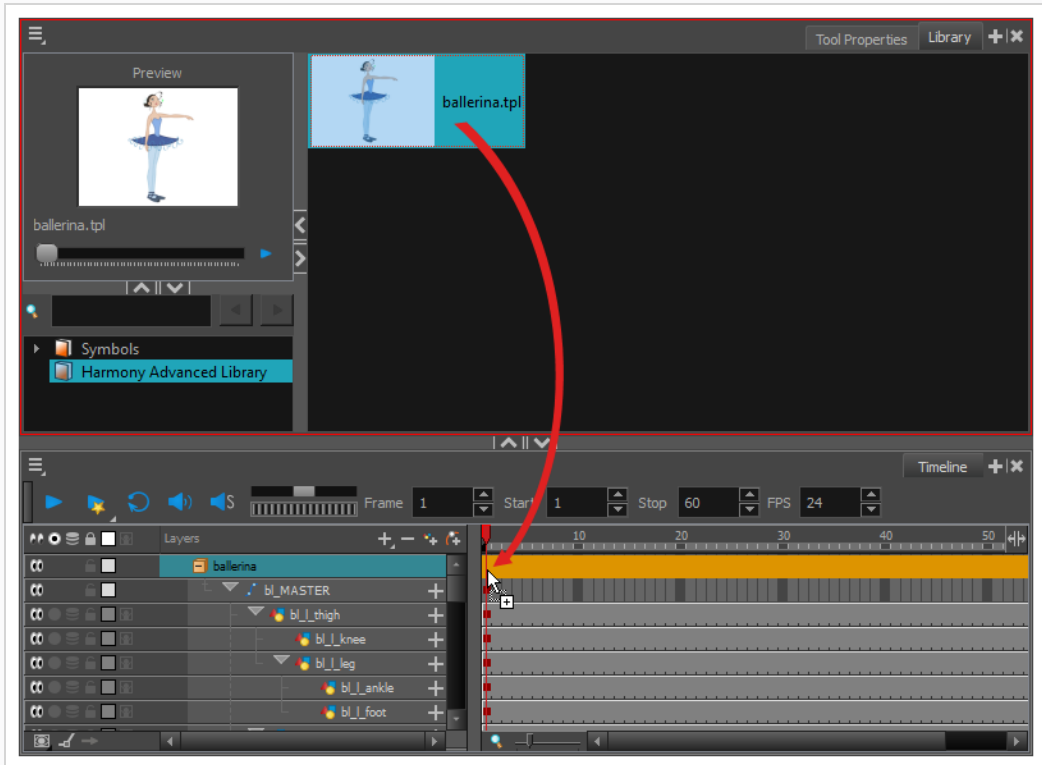 Tool Properties Library
Preview
ballerina.tpl
ballerina.tpl
Symbols
Harmony Advanced Library
Timeline
S Frame 1 Start 1 Stop 60 FPS 24
Layers 10 20 30 40 50
ballerina
bl_MASTER
bl_l_thigh
bl_l_knee
bl_l_leg
bl_l_ankle
bl_l_foot